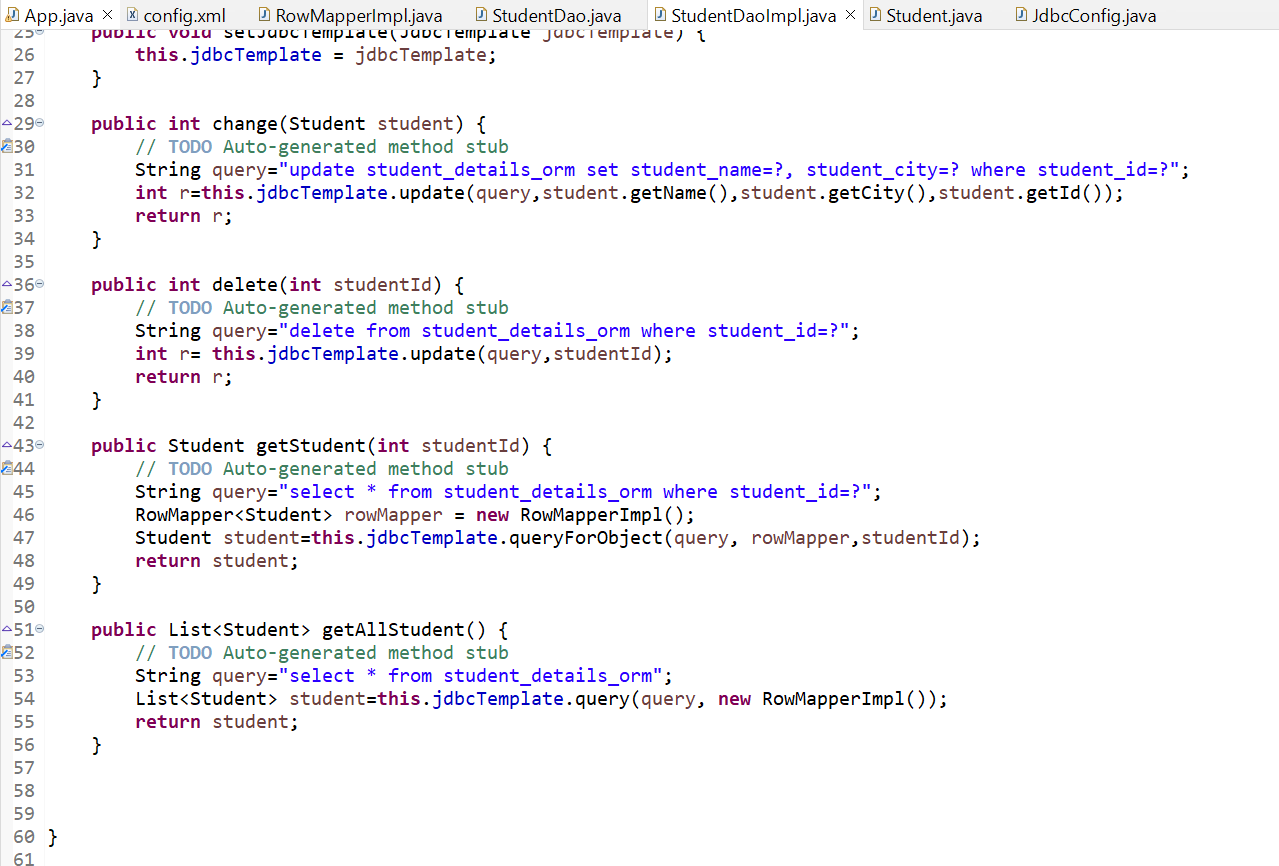 App.java config.xml RowMapperImpl.java StudentDao.java StudentDaoImpl.java Student.java JdbcConfig.java
25 public void setJdbcTemplate(JdbcTemplate jdbcTemplate) {
26 this.jdbcTemplate = jdbcTemplate;
27 }
28
29 public int change(Student student) {
30 // TODO Auto-generated method stub
31 String query="update student_details_orm set student_name=?, student_city=? where student_id=?";
32 int r=this.jdbcTemplate.update(query,student.getName(),student.getCity(),student.getId());
33 return r;
34 }
35
36 public int delete(int studentId) {
37 // TODO Auto-generated method stub
38 String query="delete from student_details_orm where student_id=?";
39 int r= this.jdbcTemplate.update(query,studentId);
40 return r;
41 }
42
43 public Student getStudent(int studentId) {
44 // TODO Auto-generated method stub
45 String query="select * from student_details_orm where student_id=?";
46 RowMapper<Student> rowMapper = new RowMapperImpl();
47 Student student=this.jdbcTemplate.queryForObject(query, rowMapper,studentId);
48 return student;
49 }
50
51 public List<Student> getAllStudent() {
52 // TODO Auto-generated method stub
53 String query="select * from student_details_orm";
54 List<Student> student=this.jdbcTemplate.query(query, new RowMapperImpl());
55 return student;
56 }
57
58
59
60 }
61